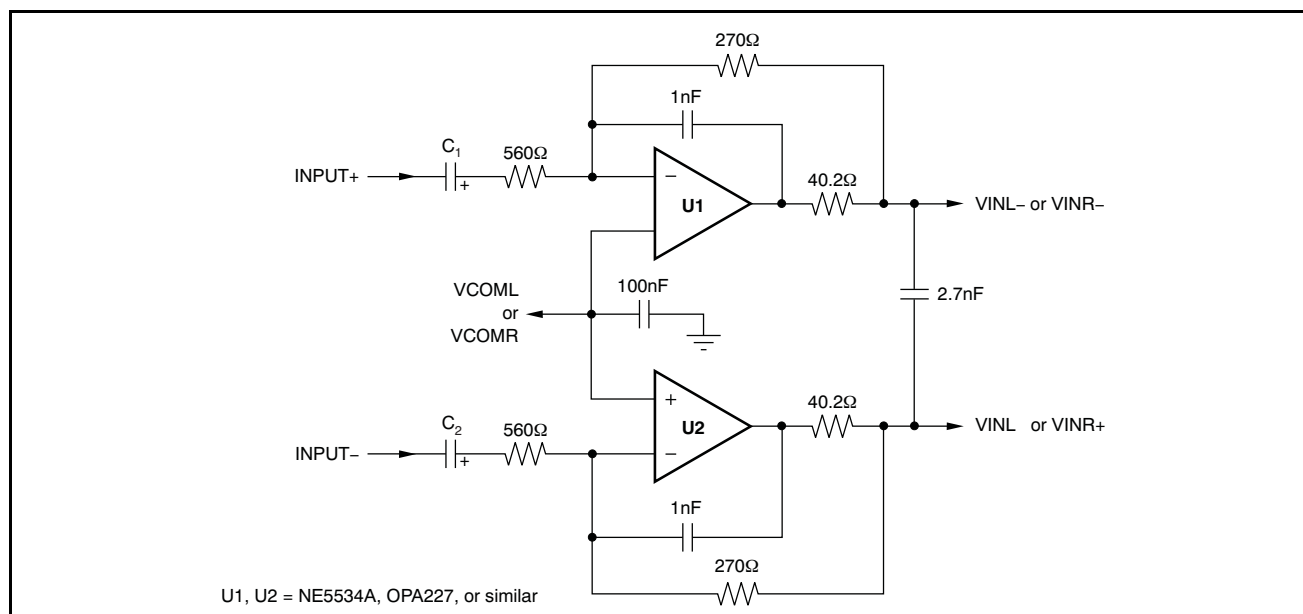 270Ω
1nF
C1
560Ω
INPUT+
+
−
U1
40.2Ω
VINL− or VINR−
VCOML
or
VCOMR
100nF
2.7nF
+
U2
−
40.2Ω
VINL or VINR+
C2
560Ω
INPUT−
+
1nF
270Ω
U1, U2 = NE5534A, OPA227, or similar